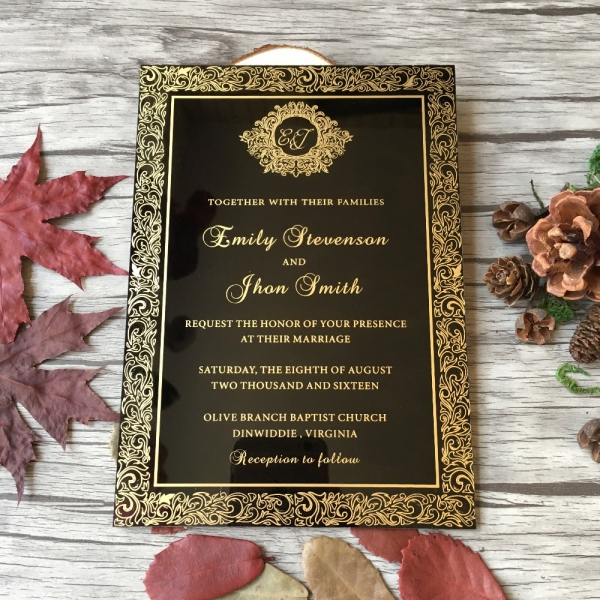 E&J
TOGETHER WITH THEIR FAMILIES
Emily Stevenson
AND
Jhon Smith
REQUEST THE HONOR OF YOUR PRESENCE
AT THEIR MARRIAGE
SATURDAY, THE EIGHTH OF AUGUST
TWO THOUSAND AND SIXTEEN
OLIVE BRANCH BAPTIST CHURCH
DINWIDDIE , VIRGINIA
Reception to follow